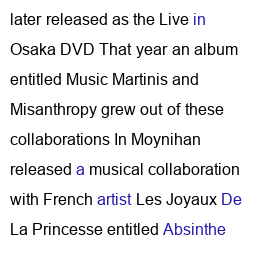 later released as the Live in
Osaka DVD That year an album
entitled Music Martinis and
Misanthropy grew out of these
collaborations In Moynihan
released a musical collaboration
with French artist Les Joyaux De
La Princesse entitled Absinthe